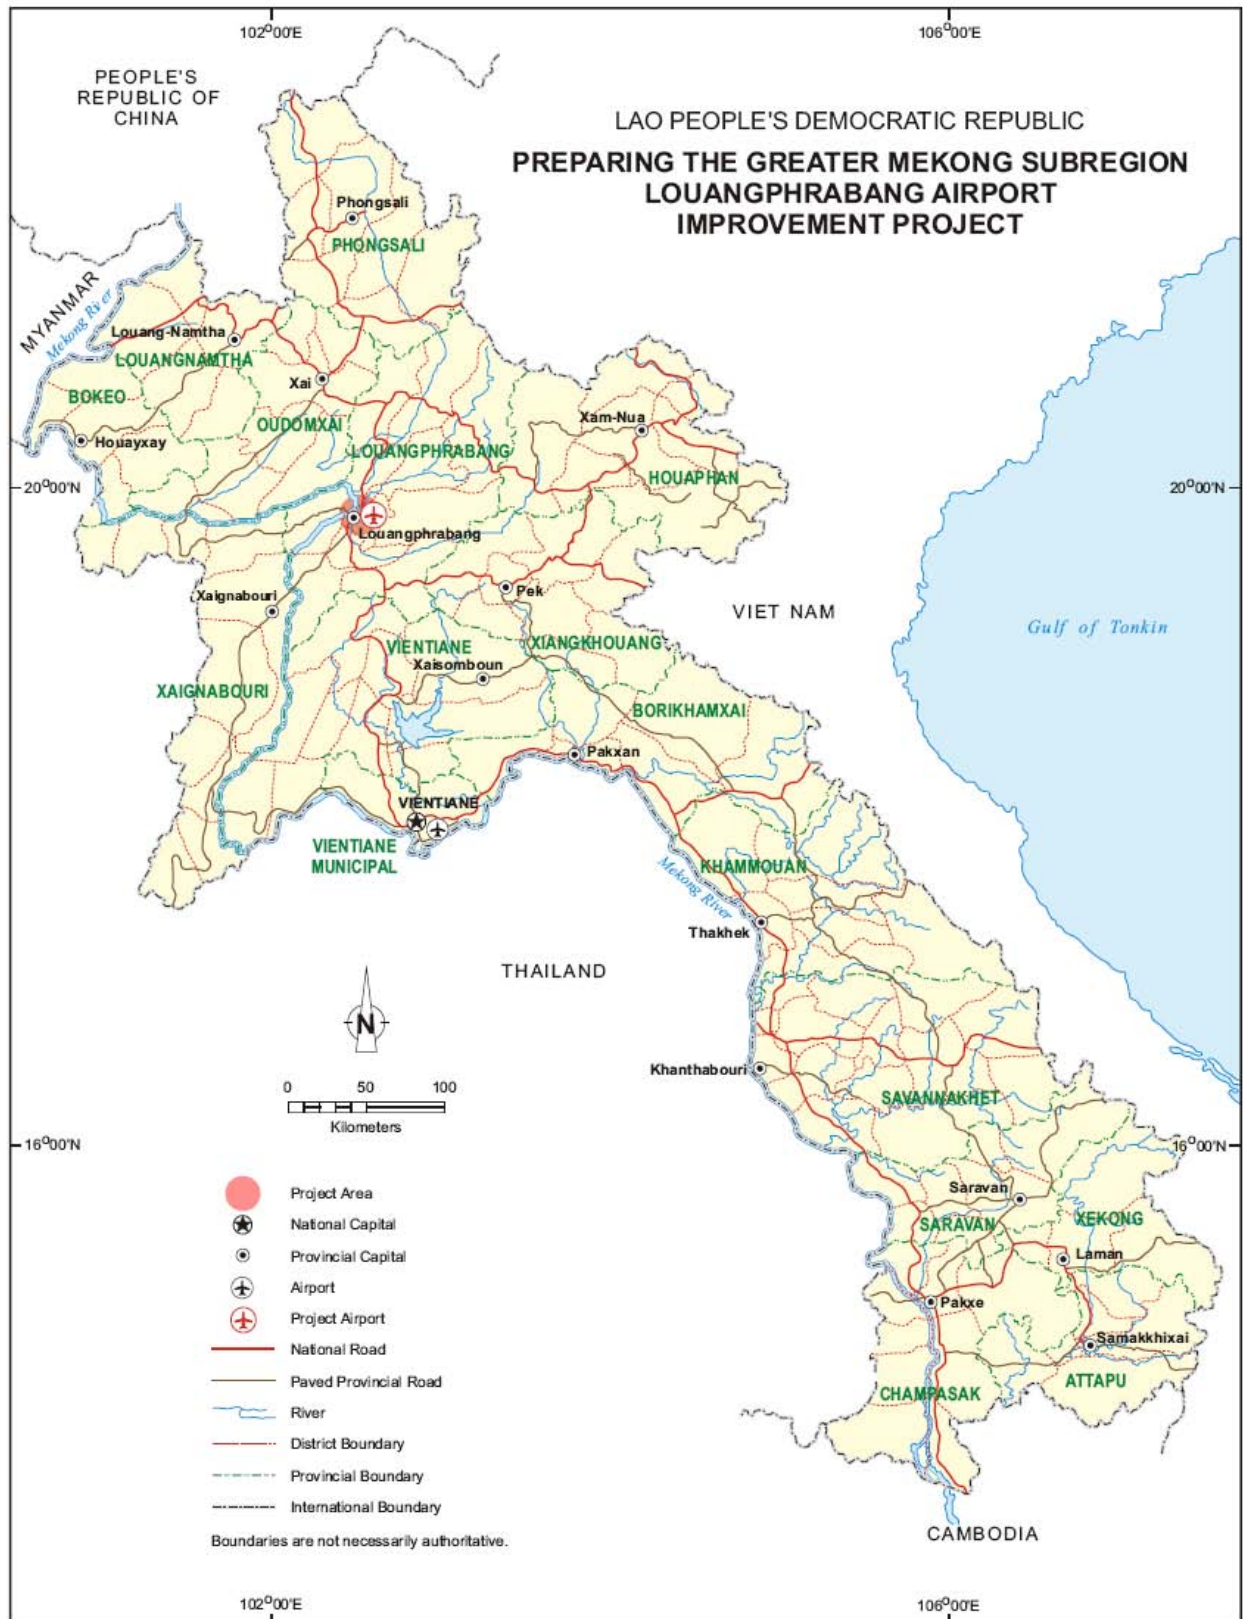 102°00'E
106°00'E
PEOPLE'S
REPUBLIC OF
CHINA
LAO PEOPLE'S DEMOCRATIC REPUBLIC
PREPARING THE GREATER MEKONG SUBREGION
LOUANGPHRABANG AIRPORT
IMPROVEMENT PROJECT
Phongsali
PHONGSALI
MYANMAR
Mekong River
Louang-Namtha
LOUANGNAMTHA
BOKEO
Xai
OUDOMXAI
Houayxay
LOUANGPHRABANG
Xam-Nua
HOUAPHAN
20°00'N
20°00'N
Louangphrabang
Xaignabouri
Pek
VIET NAM
Gulf of Tonkin
VIENTIANE
XIANGKHOUANG
Xaisomboun
XAIGNABOURI
BORIKHAMXAI
Pakxan
VIENTIANE
VIENTIANE
MUNICIPAL
KHAMMOUAN
Mekong River
Thakhek
THAILAND
N
Khanthabouri
0 50 100
Kilometers
SAVANNAKHET
16°00'N
16°00'N
Saravan
SARAVAN
XEKONG
Laman
Pakxe
Samakkhixai
CHAMPASAK
ATTAPU
Project Area
National Capital
Provincial Capital
Airport
Project Airport
National Road
Paved Provincial Road
River
District Boundary
Provincial Boundary
International Boundary
Boundaries are not necessarily authoritative.
CAMBODIA
102°00'E
106°00'E